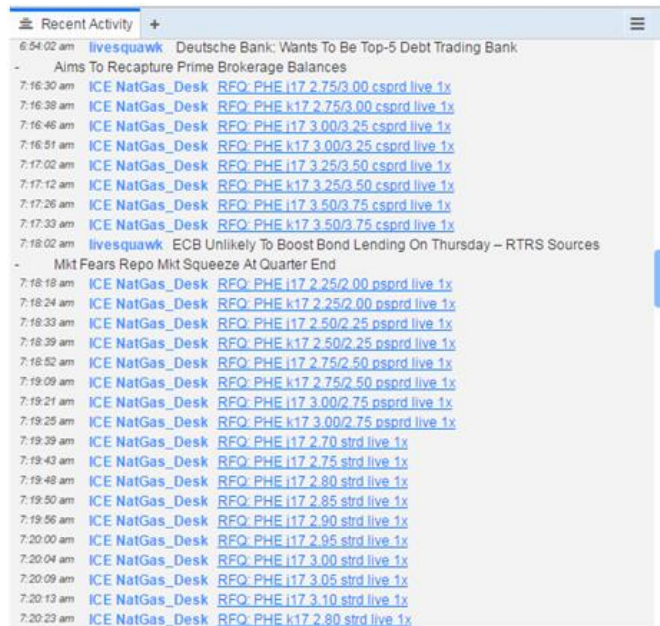 Recent Activity +
6:54:02 am livesquawk Deutsche Bank: Wants To Be Top-5 Debt Trading Bank
- Aims To Recapture Prime Brokerage Balances
7:16:30 am ICE NatGas_Desk RFQ: PHE j17 2.75/3.00 csprd live 1x
7:16:38 am ICE NatGas_Desk RFQ: PHE k17 2.75/3.00 csprd live 1x
7:16:46 am ICE NatGas_Desk RFQ: PHE j17 3.00/3.25 csprd live 1x
7:16:51 am ICE NatGas_Desk RFQ: PHE k17 3.00/3.25 csprd live 1x
7:17:02 am ICE NatGas_Desk RFQ: PHE j17 3.25/3.50 csprd live 1x
7:17:12 am ICE NatGas_Desk RFQ: PHE k17 3.25/3.50 csprd live 1x
7:17:26 am ICE NatGas_Desk RFQ: PHE j17 3.50/3.75 csprd live 1x
7:17:33 am ICE NatGas_Desk RFQ: PHE k17 3.50/3.75 csprd live 1x
7:18:02 am livesquawk ECB Unlikely To Boost Bond Lending On Thursday – RTRS Sources
- Mkt Fears Repo Mkt Squeeze At Quarter End
7:18:18 am ICE NatGas_Desk RFQ: PHE j17 2.25/2.00 psprd live 1x
7:18:24 am ICE NatGas_Desk RFQ: PHE k17 2.25/2.00 psprd live 1x
7:18:33 am ICE NatGas_Desk RFQ: PHE j17 2.50/2.25 psprd live 1x
7:18:39 am ICE NatGas_Desk RFQ: PHE k17 2.50/2.25 psprd live 1x
7:18:52 am ICE NatGas_Desk RFQ: PHE j17 2.75/2.50 psprd live 1x
7:19:09 am ICE NatGas_Desk RFQ: PHE k17 2.75/2.50 psprd live 1x
7:19:21 am ICE NatGas_Desk RFQ: PHE j17 3.00/2.75 psprd live 1x
7:19:25 am ICE NatGas_Desk RFQ: PHE k17 3.00/2.75 psprd live 1x
7:19:39 am ICE NatGas_Desk RFQ: PHE j17 2.70 strd live 1x
7:19:43 am ICE NatGas_Desk RFQ: PHE j17 2.75 strd live 1x
7:19:48 am ICE NatGas_Desk RFQ: PHE j17 2.80 strd live 1x
7:19:50 am ICE NatGas_Desk RFQ: PHE j17 2.85 strd live 1x
7:19:56 am ICE NatGas_Desk RFQ: PHE j17 2.90 strd live 1x
7:20:00 am ICE NatGas_Desk RFQ: PHE j17 2.95 strd live 1x
7:20:04 am ICE NatGas_Desk RFQ: PHE j17 3.00 strd live 1x
7:20:09 am ICE NatGas_Desk RFQ: PHE j17 3.05 strd live 1x
7:20:13 am ICE NatGas_Desk RFQ: PHE j17 3.10 strd live 1x
7:20:23 am ICE NatGas_Desk RFQ: PHE k17 2.80 strd live 1x